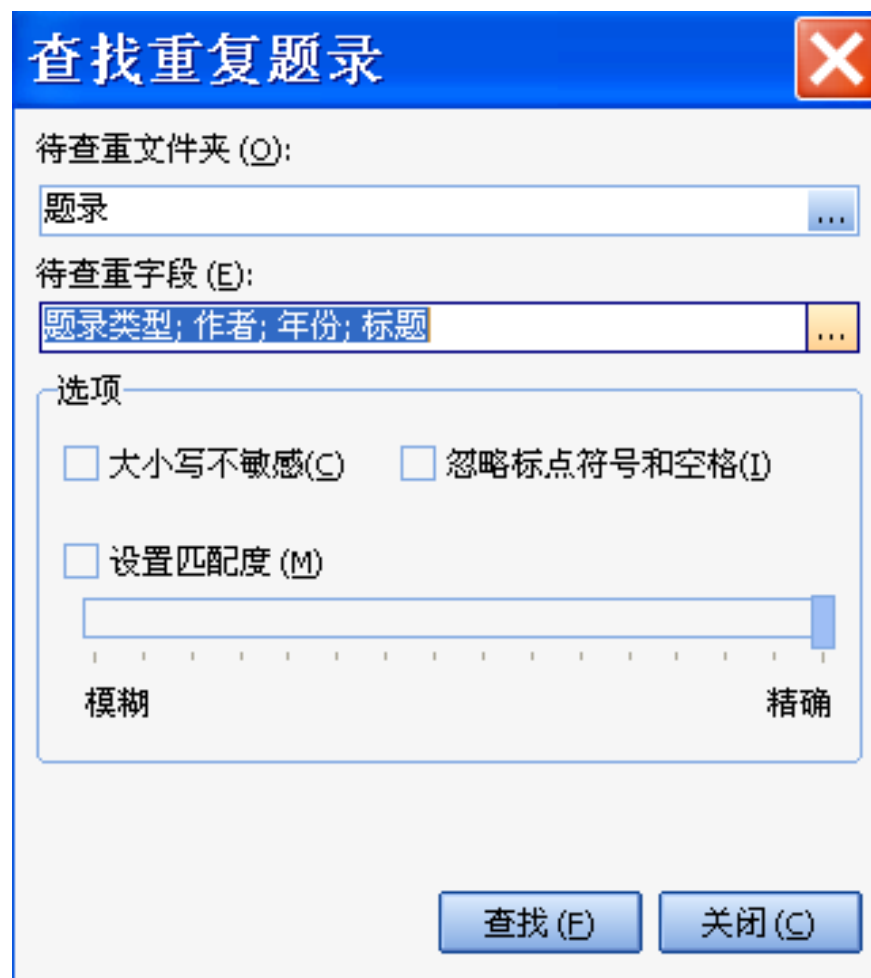 查找重复题录
待查重文件夹(O):
题录
...
待查重字段(E):
题录类型; 作者; 年份; 标题
...
选项
大小写不敏感(C) 忽略标点符号和空格(I)
设置匹配度(M)
模糊 精确
查找(F) 关闭(C)